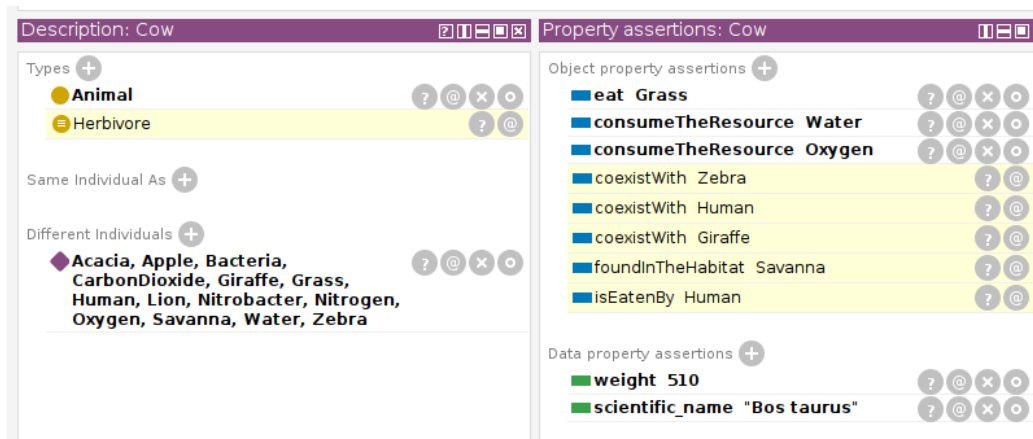 Description: Cow
Types
Animal
Herbivore
Same Individual As
Different Individuals
Acacia, Apple, Bacteria,
CarbonDioxide, Giraffe, Grass,
Human, Lion, Nitrobacter, Nitrogen,
Oxygen, Savanna, Water, Zebra
Property assertions: Cow
Object property assertions
eat Grass
consumeTheResource Water
consumeTheResource Oxygen
coexistWith Zebra
coexistWith Human
coexistWith Giraffe
foundInTheHabitat Savanna
isEatenBy Human
Data property assertions
weight 510
scientific_name "Bos taurus"